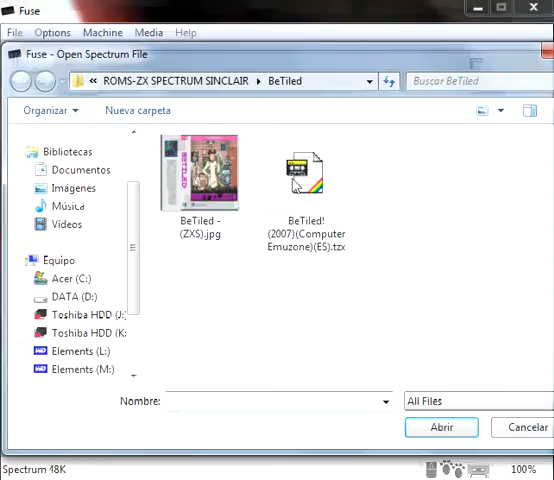 Fuse
File Options Machine Media Help
Fuse - Open Spectrum File
« ROMS-ZX SPECTRUM SINCLAIR BeTiled
Buscar BeTiled
Organizar Nueva carpeta
Bibliotecas
Documentos
Imágenes
Música
Vídeos
Equipo
Acer (C:)
DATA (D:)
Toshiba HDD (J:
Toshiba HDD (K:
Elements (L:)
Elements (M:)
BETILED
BeTiled -
(ZXS).jpg
BeTiled!
(2007)(Computer
Emuzone)(ES).tzx
Nombre:
All Files
Abrir Cancelar
Spectrum 48K
100%